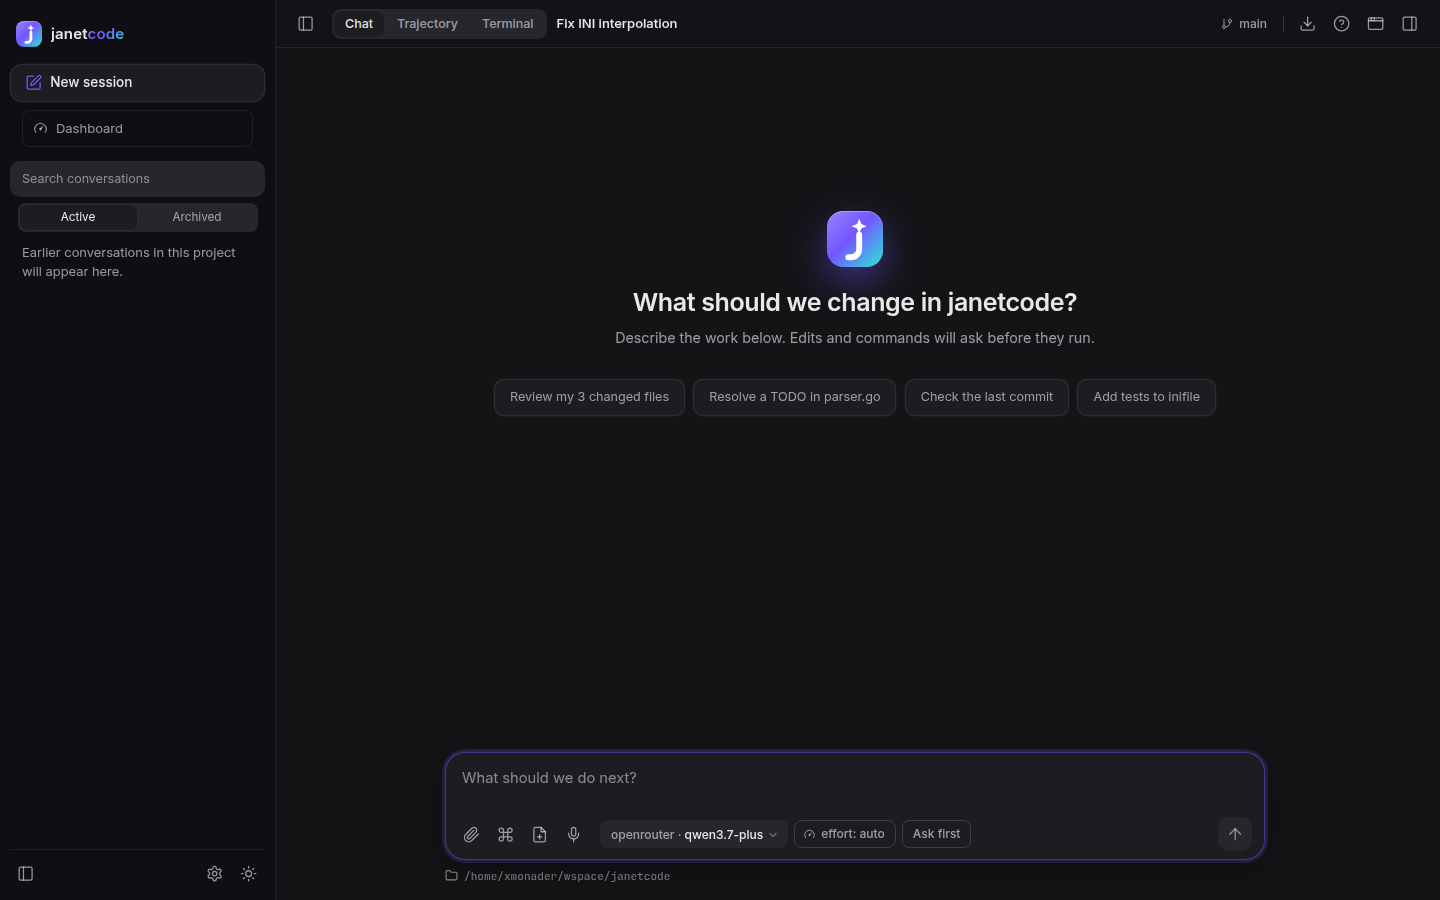 janetcode
New session
Dashboard
Search conversations
Active
Archived
Earlier conversations in this project
will appear here.
Chat
Trajectory
Terminal
Fix INI interpolation
main
What should we change in janetcode?
Describe the work below. Edits and commands will ask before they run.
Review my 3 changed files
Resolve a TODO in parser.go
Check the last commit
Add tests to inifile
What should we do next?
openrouter · qwen3.7-plus
effort: auto
Ask first
/home/xmonader/wspace/janetcode